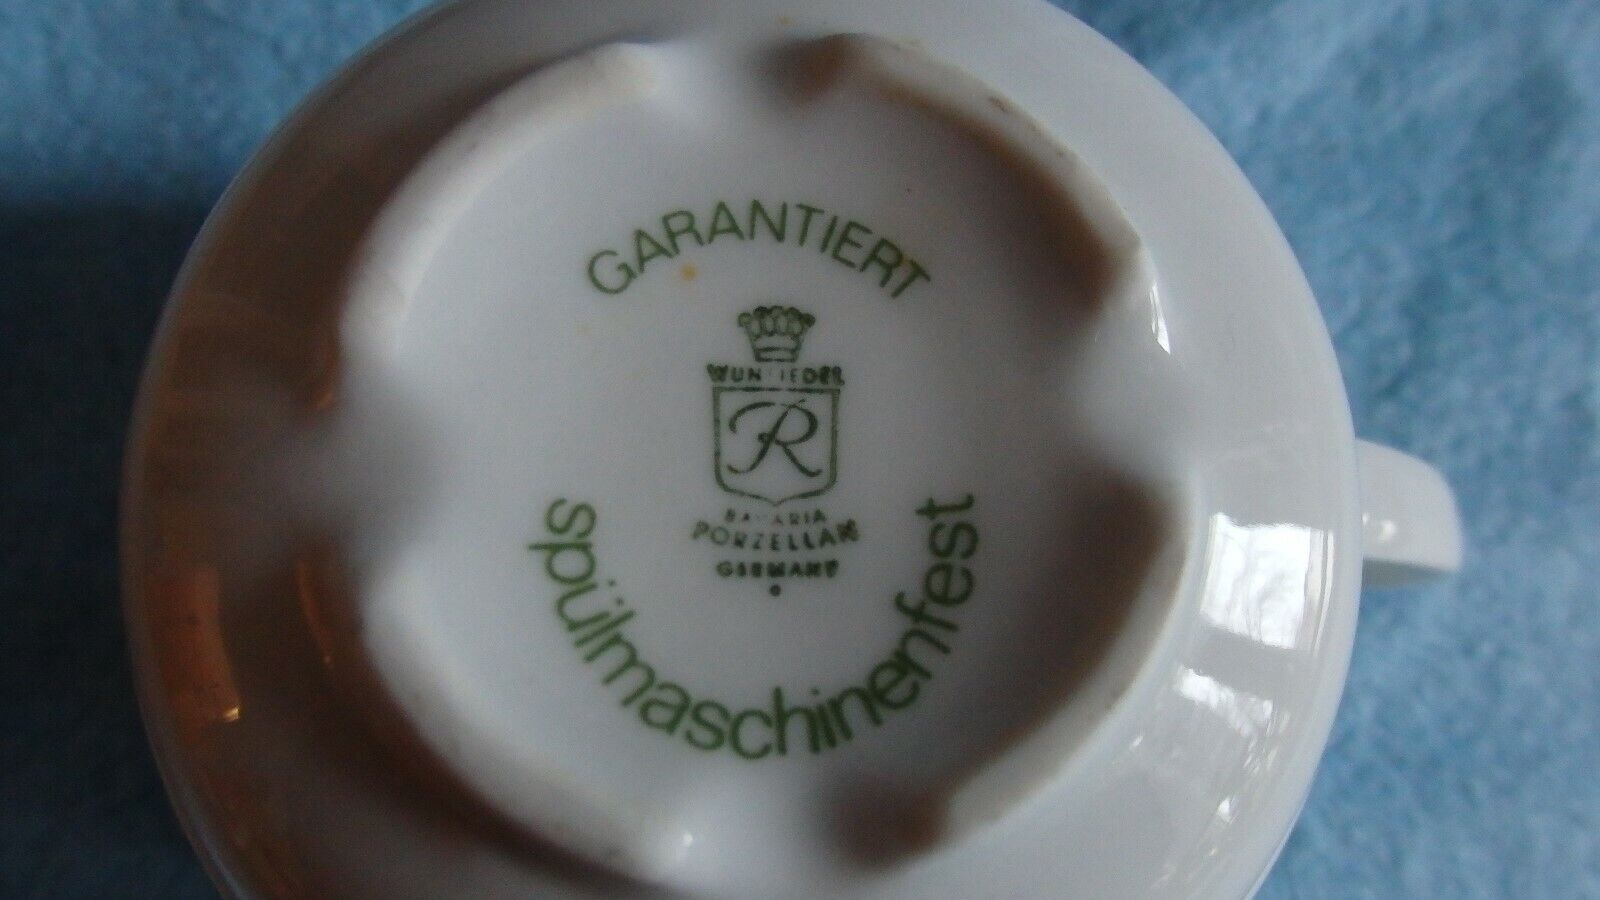 GARANTIERT
WUNSIEDEL
R
BAVARIA
PORZELLAN
GERMANY
spülmaschinenfest